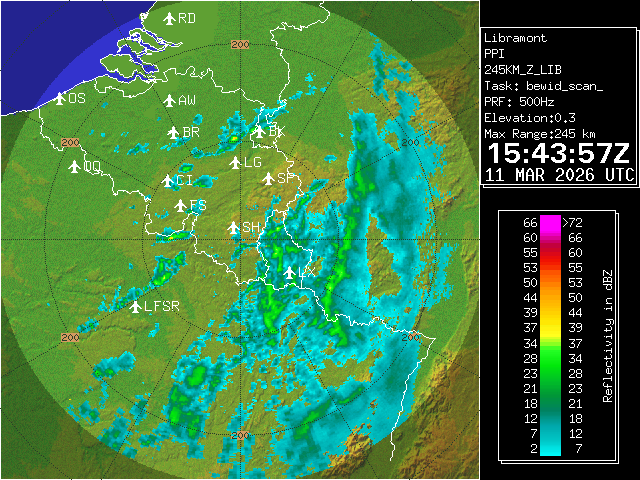 RD
200
OS
AW
BR
BK
200
200
QQ
LG
CI
SP
FS
SH
LX
LFSR
200
200
200
Libramont
PPI
245KM_Z_LIB
Task: bewid_scan_
PRF: 500Hz
Elevation:0.3
Max Range:245 km
15:43:57Z
11 MAR 2026 UTC
66 >72
60 66
55 60
53 55
50 53
44 50
39 44
37 39
34 37
28 34
23 28
21 23
18 21
12 18
7 12
2 7
Reflectivity in dBZ